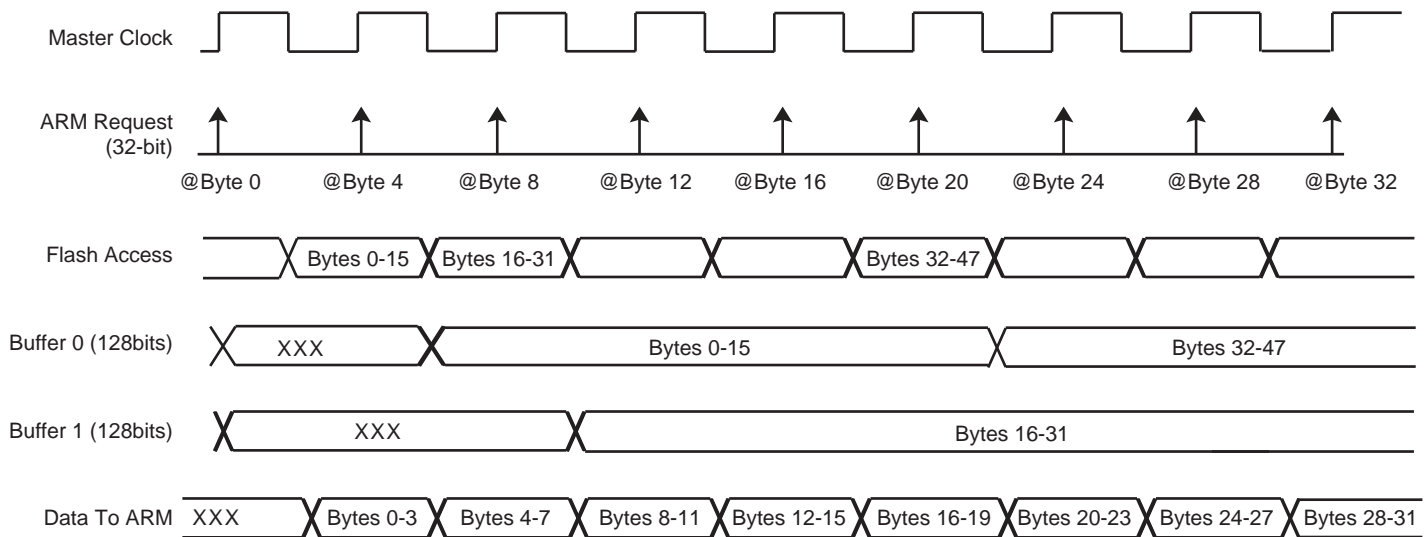 Master Clock
ARM Request
(32-bit)
@Byte 0 @Byte 4 @Byte 8 @Byte 12 @Byte 16 @Byte 20 @Byte 24 @Byte 28 @Byte 32
Flash Access Bytes 0-15 Bytes 16-31 Bytes 32-47
Buffer 0 (128bits) XXX Bytes 0-15 Bytes 32-47
Buffer 1 (128bits) XXX Bytes 16-31
Data To ARM XXX Bytes 0-3 Bytes 4-7 Bytes 8-11 Bytes 12-15 Bytes 16-19 Bytes 20-23 Bytes 24-27 Bytes 28-31